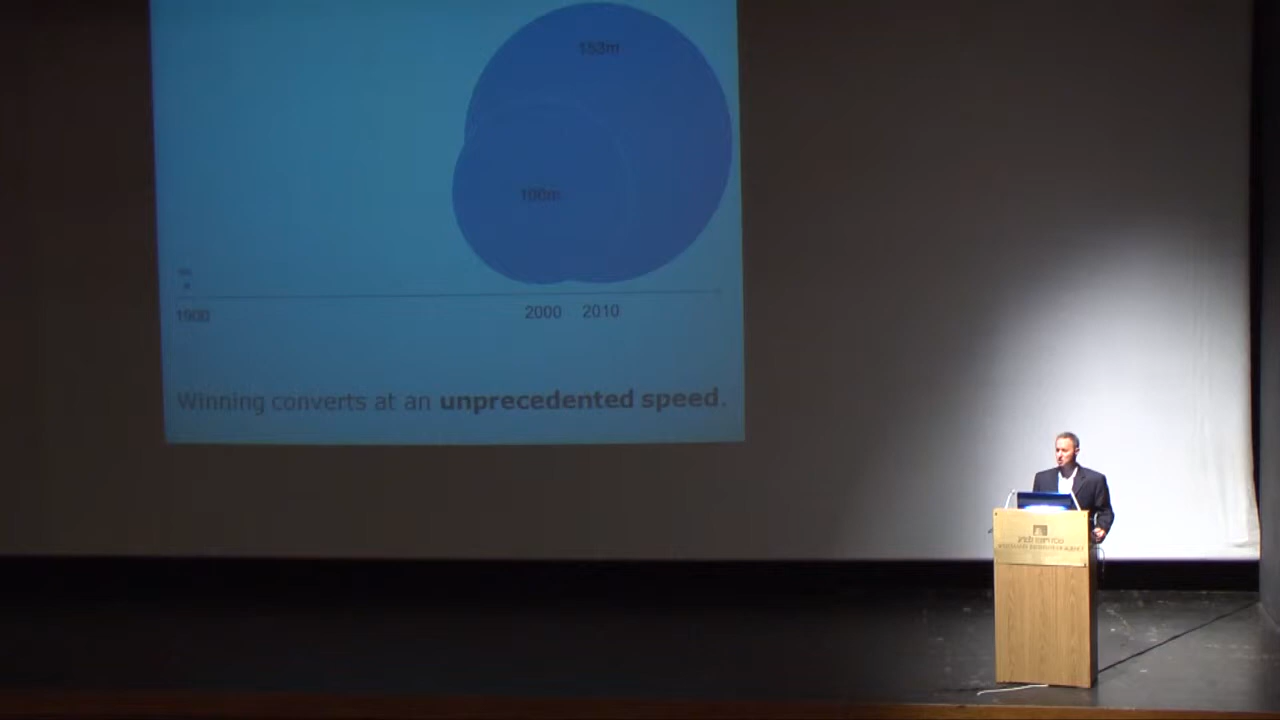 153m
100m
1900
2000 2010
Winning converts at an unprecedented speed.